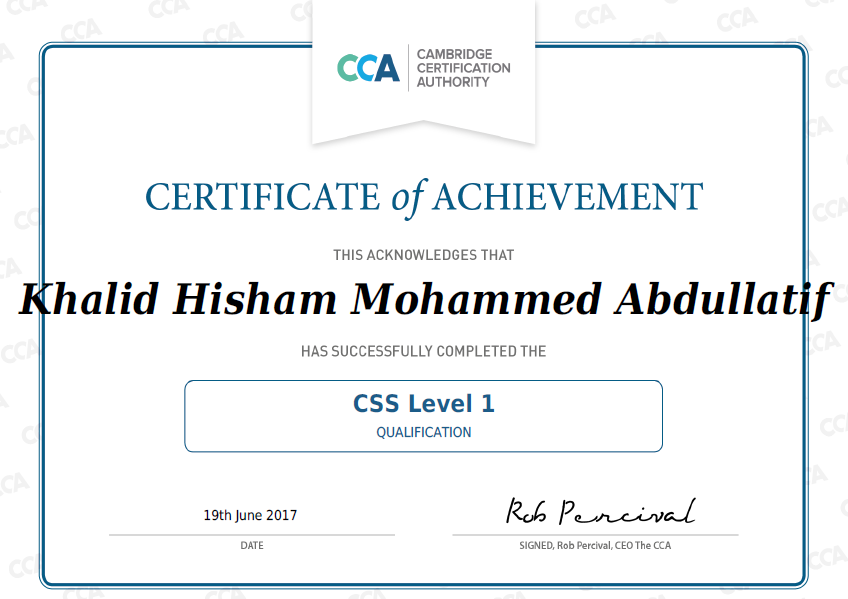 CCA
CAMBRIDGE
CERTIFICATION
AUTHORITY
CERTIFICATE of ACHIEVEMENT
THIS ACKNOWLEDGES THAT
Khalid Hisham Mohammed Abdullatif
HAS SUCCESSFULLY COMPLETED THE
CSS Level 1
QUALIFICATION
19th June 2017
Rob Percival
DATE
SIGNED, Rob Percival, CEO The CCA